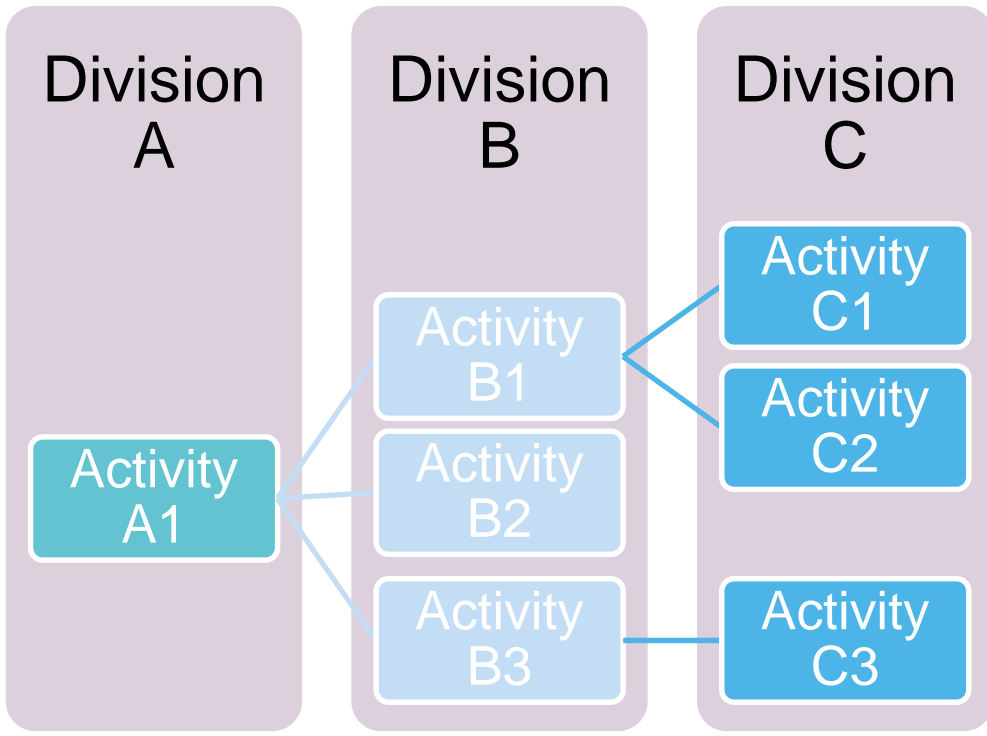 Division
A
Activity
A1
Division
B
Activity
B1
Activity
B2
Activity
B3
Division
C
Activity
C1
Activity
C2
Activity
C3